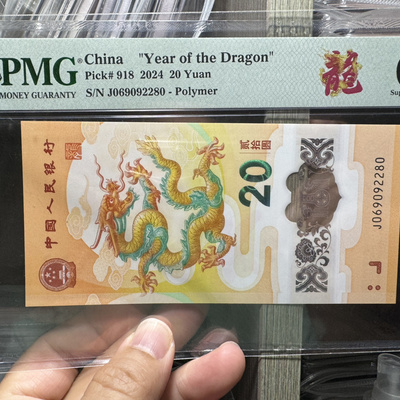 PMG
MONEY GUARANTY
China "Year of the Dragon"
Pick# 918 2024 20 Yuan
S/N J069092280 - Polymer
龍
中国人民银行
贰拾圆
20
J069092280